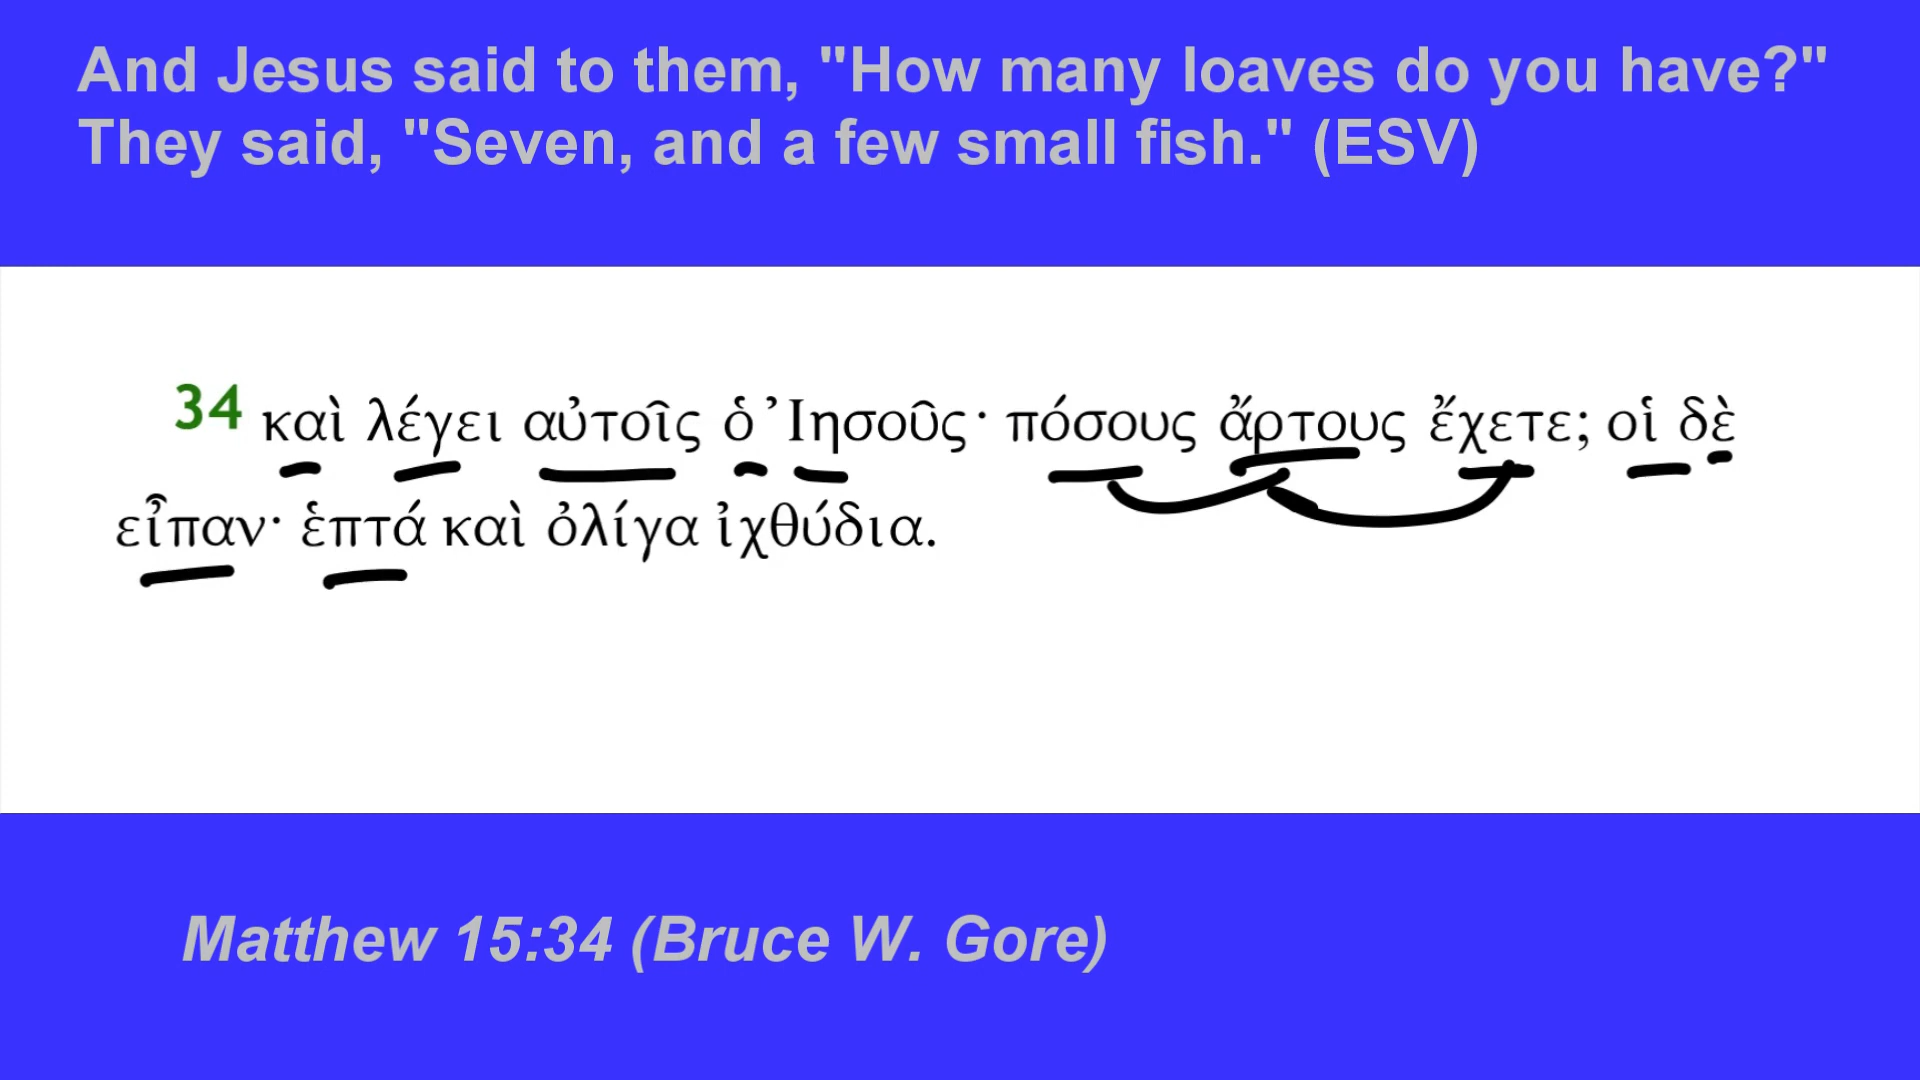 And Jesus said to them, "How many loaves do you have?"
They said, "Seven, and a few small fish." (ESV)
34 καὶ λέγει αὐτοῖς ὁ Ἰησοῦς· πόσους ἄρτους ἔχετε; οἱ δὲ
εἶπαν· ἑπτά καὶ ὀλίγα ἰχθύδια.
Matthew 15:34 (Bruce W. Gore)